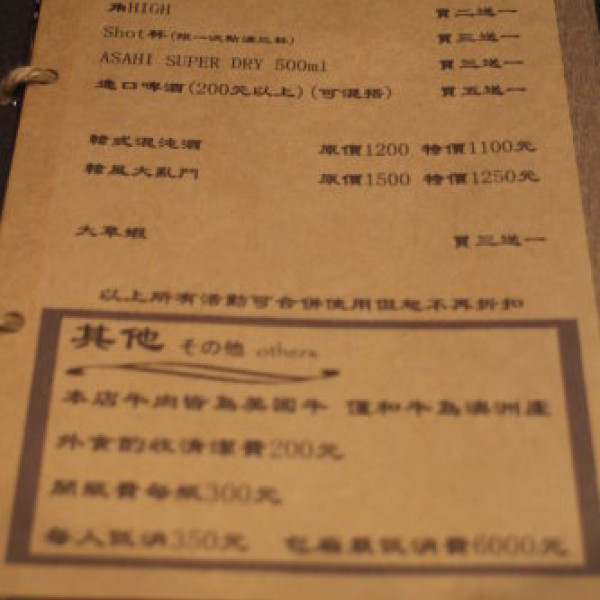 角HIGH 買二送一
Shot杯(限一次點滿三杯) 買三送一
ASAHI SUPER DRY 500ml 買三送一
進口啤酒(200元以上)(可混搭) 買五送一
韓式混沌酒 原價1200 特價1100元
韓風大亂鬥 原價1500 特價1250元
大草蝦 買三送一
以上所有活動可合併使用但恕不再折扣
其他 その他 others
本店牛肉皆為美國牛 僅和牛為澳洲產
外食酌收清潔費200元
開瓶費每瓶300元
每人低消350元 包廂最低消費6000元